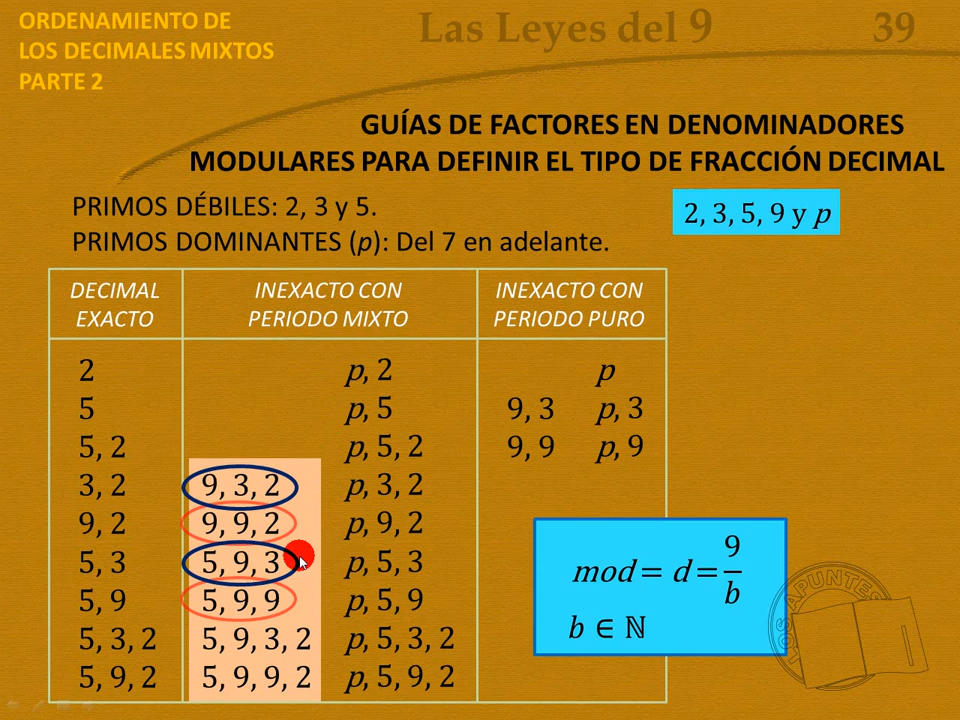 ORDENAMIENTO DE
LOS DECIMALES MIXTOS
PARTE 2
Las Leyes del 9
39
GUÍAS DE FACTORES EN DENOMINADORES
MODULARES PARA DEFINIR EL TIPO DE FRACCIÓN DECIMAL
PRIMOS DÉBILES: 2, 3 y 5.
PRIMOS DOMINANTES (p): Del 7 en adelante.
2, 3, 5, 9 y p
DECIMAL
EXACTO
INEXACTO CON
PERIODO MIXTO
INEXACTO CON
PERIODO PURO
2 p, 2 p
5 p, 5 9, 3 p, 3
5, 2 p, 5, 2 9, 9 p, 9
3, 2 9, 3, 2 p, 3, 2
9, 2 9, 9, 2 p, 9, 2
5, 3 5, 9, 3 p, 5, 3
5, 9 5, 9, 9 p, 5, 9
5, 3, 2 5, 9, 3, 2 p, 5, 3, 2
5, 9, 2 5, 9, 9, 2 p, 5, 9, 2
mod = d = 9/b
b ∈ ℕ
LOS APUNTES